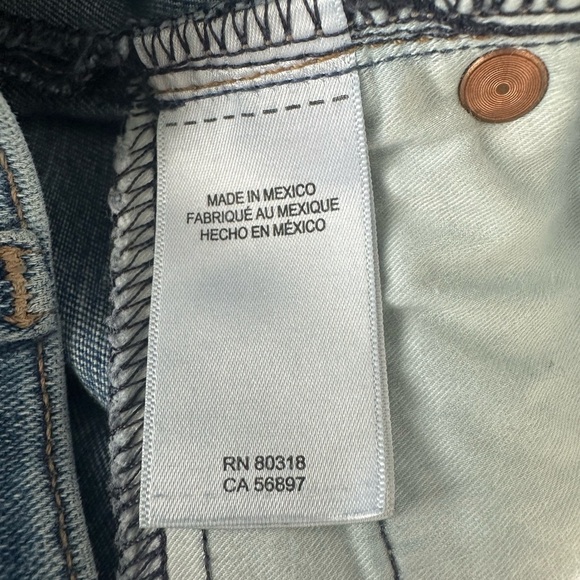 MADE IN MEXICO
FABRIQUÉ AU MEXIQUE
HECHO EN MÉXICO
RN 80318
CA 56897